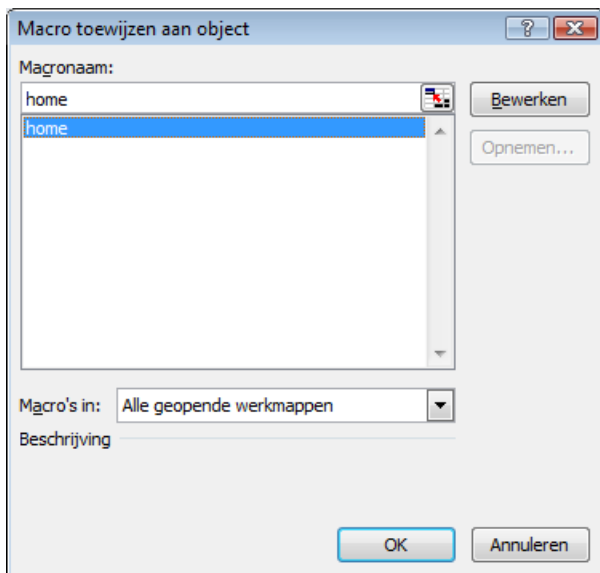 Macro toewijzen aan object
Macronaam:
home
Bewerken
home
Opnemen...
Macro's in: Alle geopende werkmappen
Beschrijving
OK Annuleren